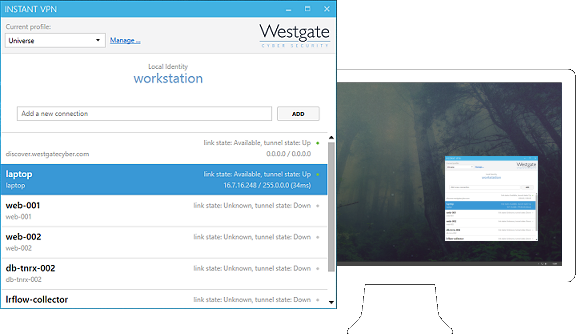 INSTANT VPN
Current profile:
Universe
Manage ...
Westgate
CYBER SECURITY
Local Identity
workstation
Add a new connection
ADD
link state: Available, tunnel state: Up
discover.westgatecyber.com
0.0.0.0 / 0.0.0.0
laptop
link state: Available, tunnel state: Up
laptop
16.7.16.248 / 255.0.0.0 (34ms)
web-001
link state: Unknown, tunnel state: Down
web-001
web-002
link state: Unknown, tunnel state: Down
web-002
db-tnrx-002
link state: Unknown, tunnel state: Down
db-tnrx-002
lrflow-collector
link state: Unknown, tunnel state: Down
Westgate
workstation